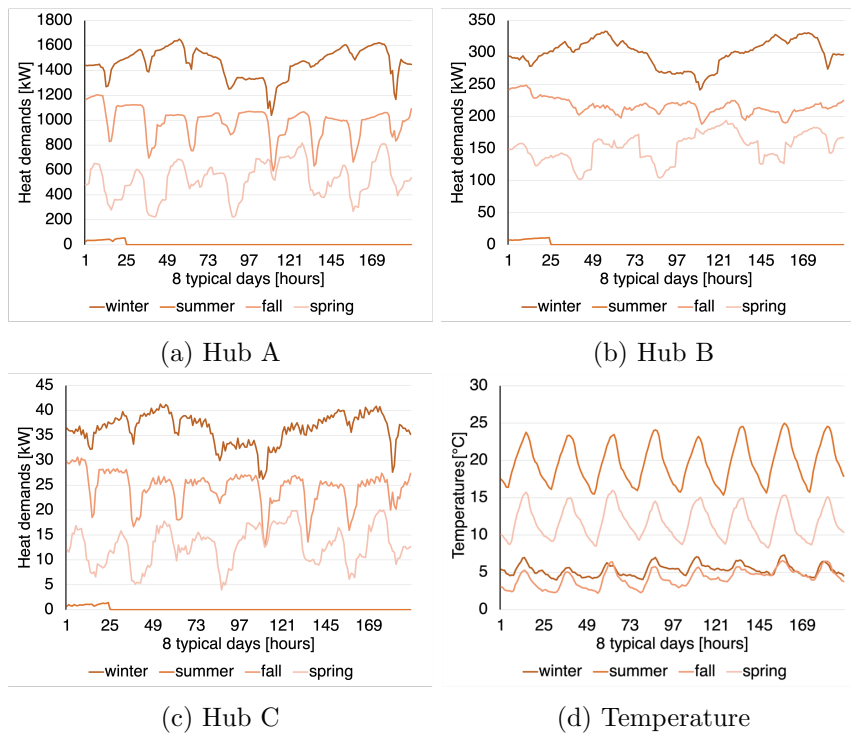 1800
1600
1400
1200
1000
800
600
400
200
0
Heat demands [kW]
1 25 49 73 97 121 145 169
8 typical days [hours]
winter summer fall spring
(a) Hub A
350
300
250
200
150
100
50
0
Heat demands [kW]
1 25 49 73 97 121 145 169
8 typical days [hours]
winter summer fall spring
(b) Hub B
45
40
35
30
25
20
15
10
5
0
Heat demands [kW]
1 25 49 73 97 121 145 169
8 typical days [hours]
winter summer fall spring
(c) Hub C
30
25
20
15
10
5
0
Temperatures[°C]
1 25 49 73 97 121 145 169
8 typical days [hours]
winter summer fall spring
(d) Temperature